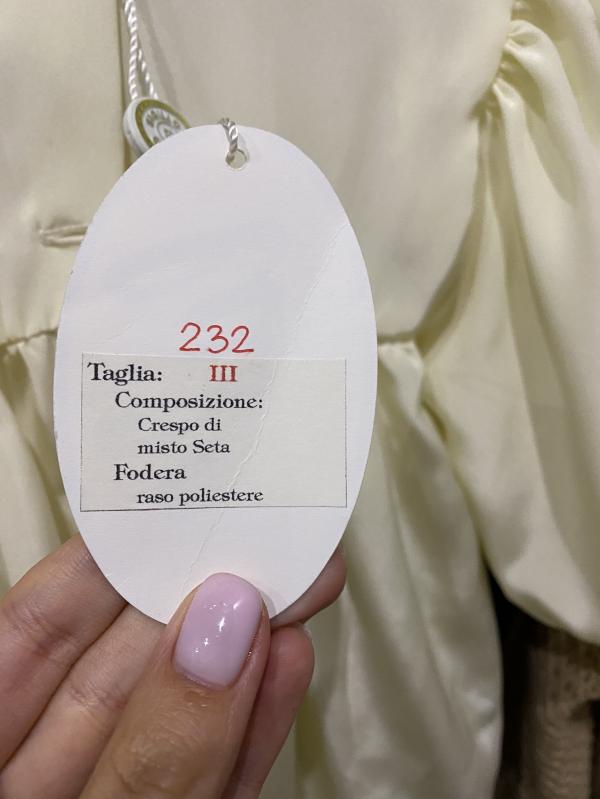 232
Taglia: III
Composizione:
Crespo di
misto Seta
Fodera
raso poliestere